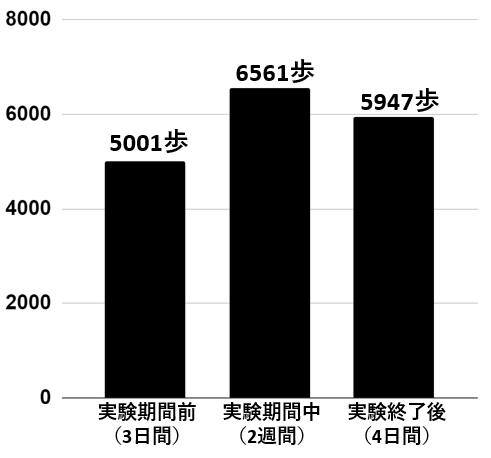 8000
6561歩
5947歩
6000
5001歩
4000
2000
0
実験期間前
（3日間）
実験期間中
（2週間）
実験終了後
（4日間）